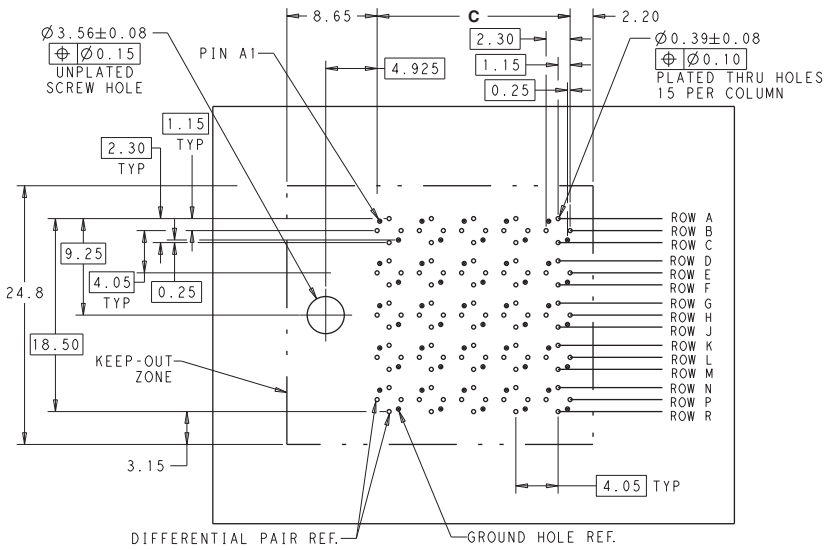 8.65
C
2.20
Ø3.56±0.08
⌖ Ø0.15
UNPLATED
SCREW HOLE
PIN A1
2.30
1.15
0.25
4.925
Ø0.39±0.08
⌖ Ø0.10
PLATED THRU HOLES
15 PER COLUMN
1.15
TYP
2.30
TYP
9.25
4.05
TYP
0.25
24.8
18.50
KEEP-OUT
ZONE
3.15
ROW A
ROW B
ROW C
ROW D
ROW E
ROW F
ROW G
ROW H
ROW J
ROW K
ROW L
ROW M
ROW N
ROW P
ROW R
4.05 TYP
DIFFERENTIAL PAIR REF.
GROUND HOLE REF.